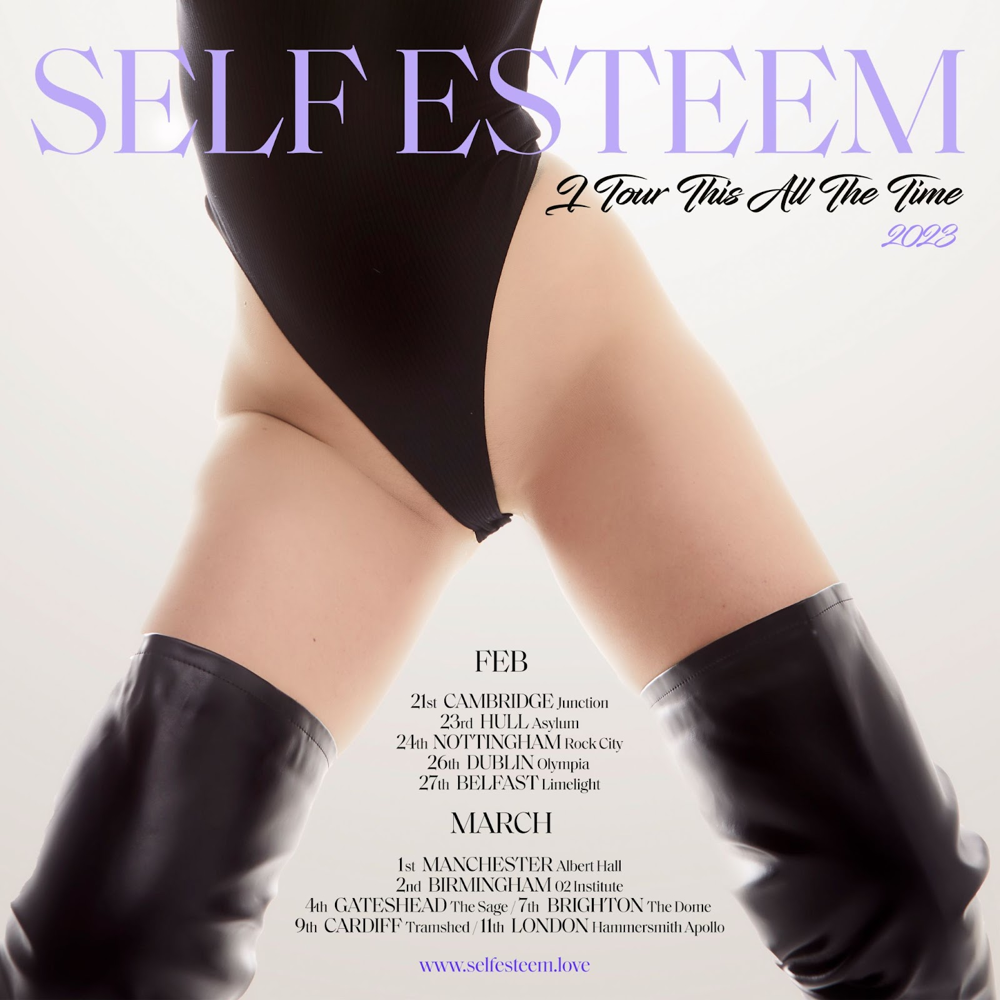 SELF ESTEEM
I Tour This All The Time
2023
FEB
21st CAMBRIDGE Junction
23rd HULL Asylum
24th NOTTINGHAM Rock City
26th DUBLIN Olympia
27th BELFAST Limelight
MARCH
1st MANCHESTER Albert Hall
2nd BIRMINGHAM O2 Institute
4th GATESHEAD The Sage / 7th BRIGHTON The Dome
9th CARDIFF Tramshed / 11th LONDON Hammersmith Apollo
www.selfesteem.love